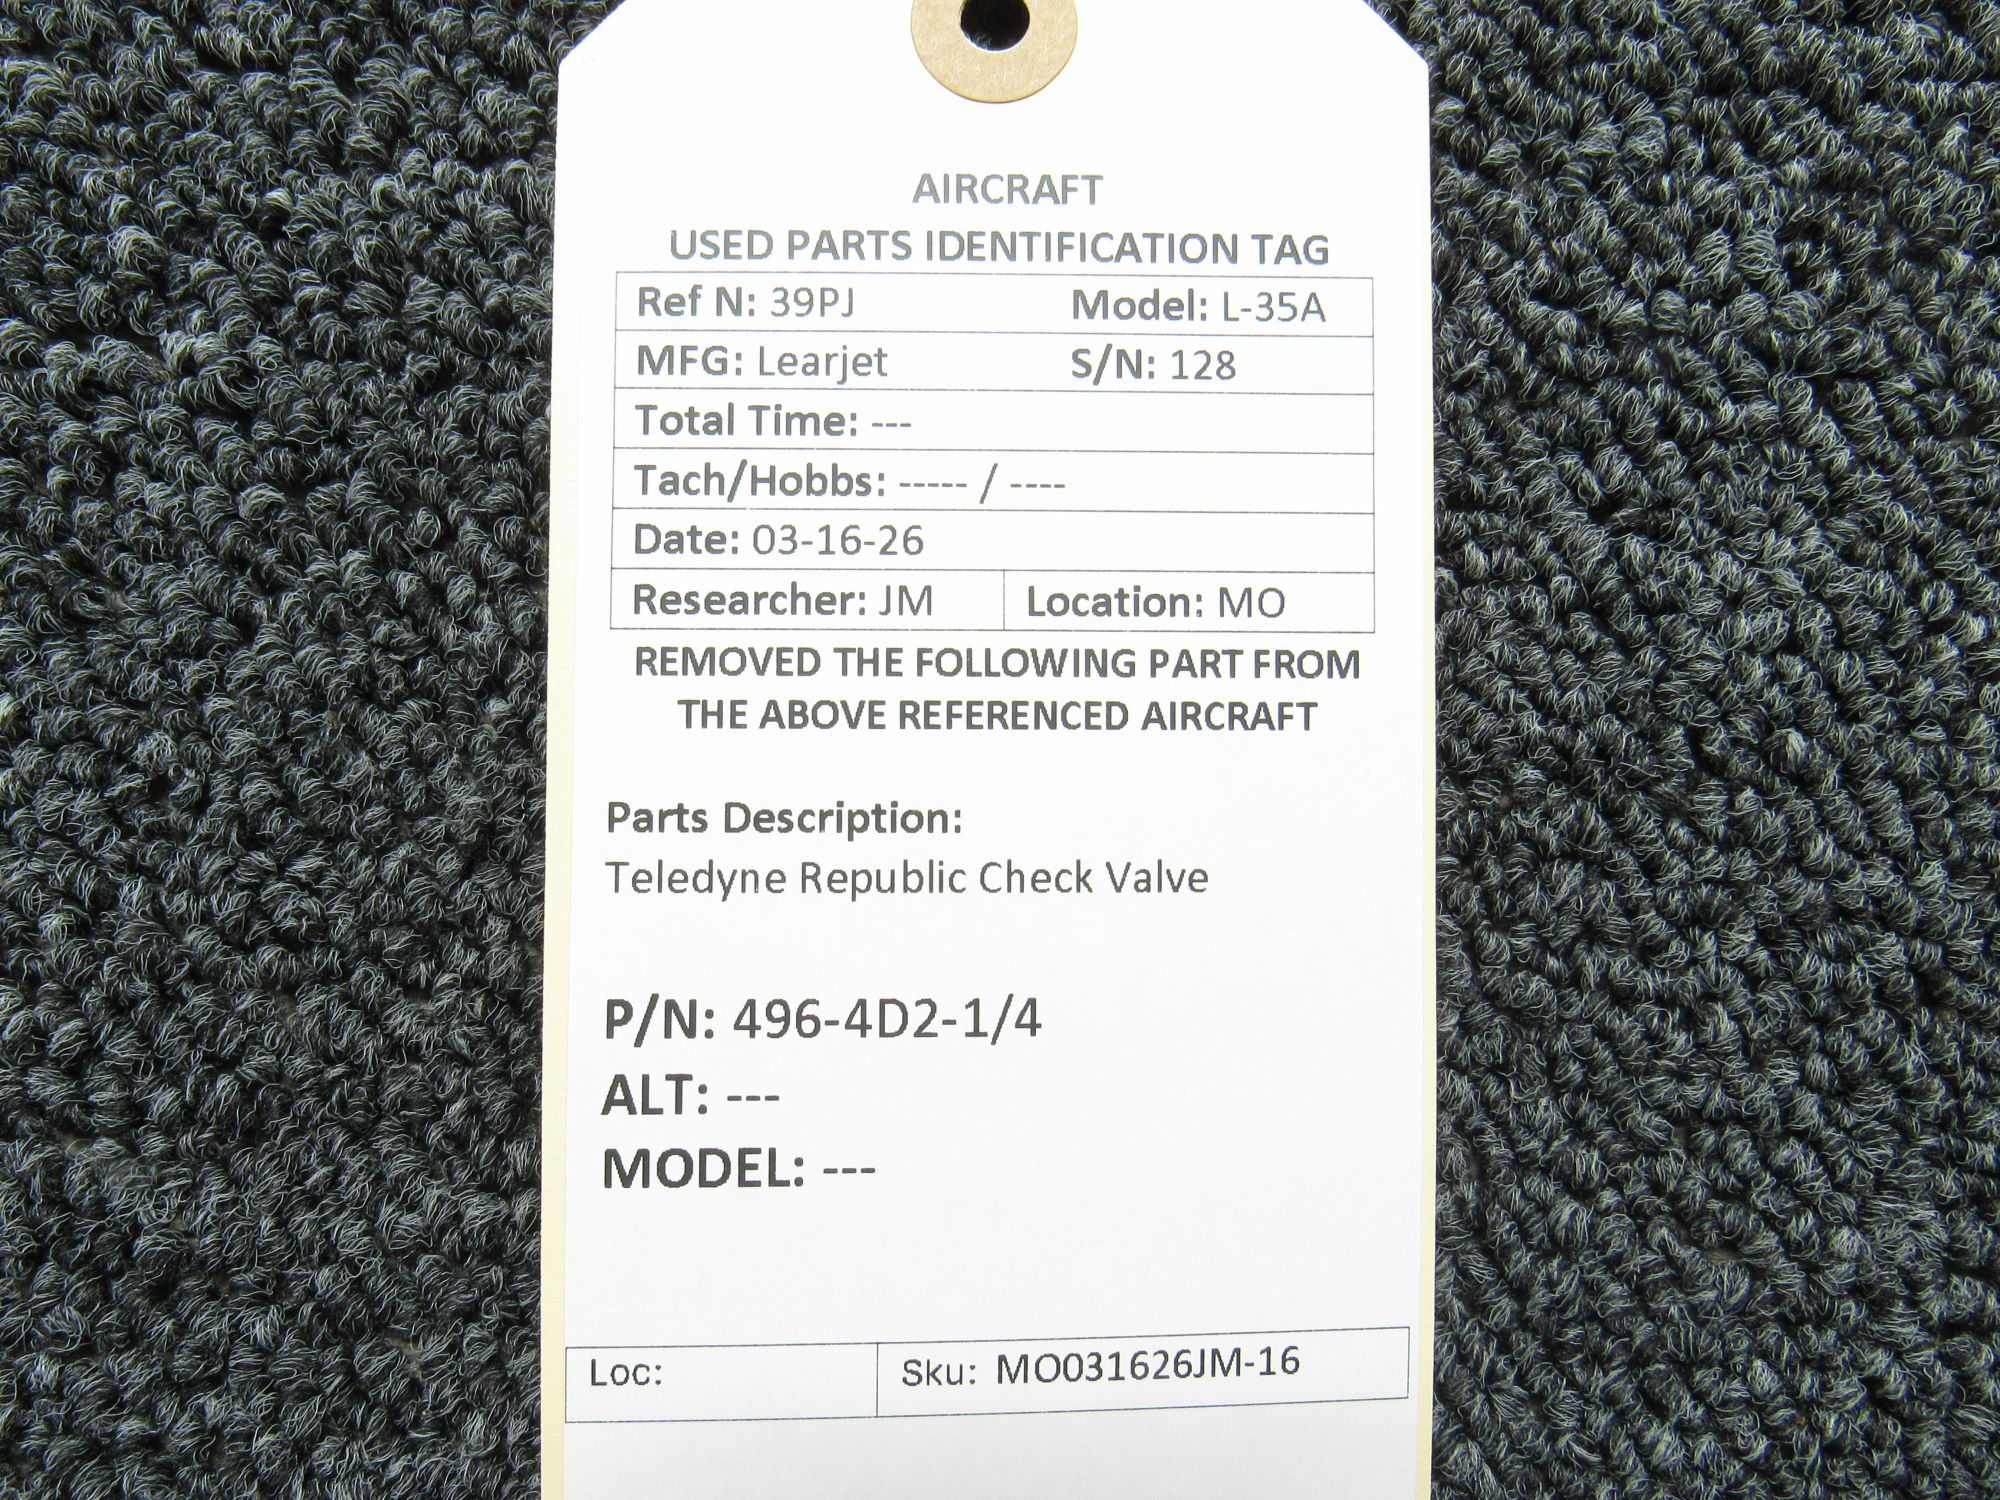 AIRCRAFT
USED PARTS IDENTIFICATION TAG
Ref N: 39PJ Model: L-35A
MFG: Learjet S/N: 128
Total Time: ---
Tach/Hobbs: ----- / ----
Date: 03-16-26
Researcher: JM Location: MO
REMOVED THE FOLLOWING PART FROM
THE ABOVE REFERENCED AIRCRAFT
Parts Description:
Teledyne Republic Check Valve
P/N: 496-4D2-1/4
ALT: ---
MODEL: ---
Loc: Sku: MO031626JM-16